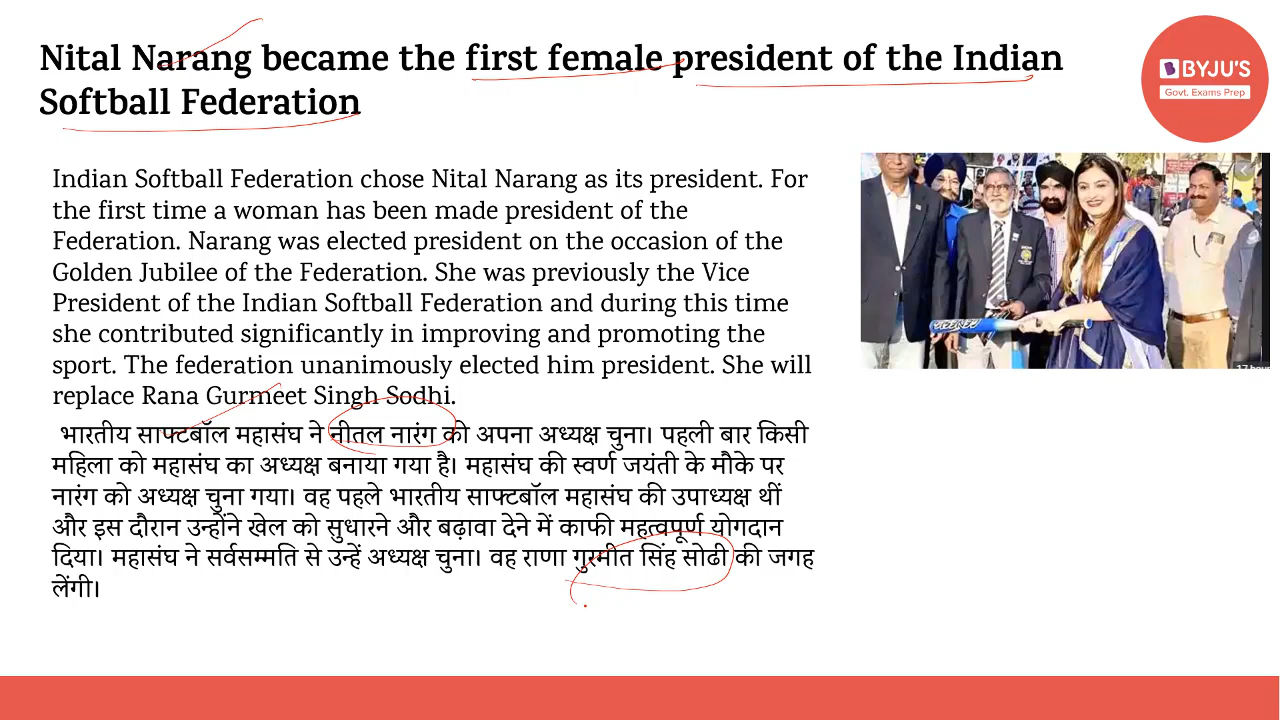 Nital Narang became the first female president of the Indian
Softball Federation
BYJU'S
Govt. Exams Prep
Indian Softball Federation chose Nital Narang as its president. For
the first time a woman has been made president of the
Federation. Narang was elected president on the occasion of the
Golden Jubilee of the Federation. She was previously the Vice
President of the Indian Softball Federation and during this time
she contributed significantly in improving and promoting the
sport. The federation unanimously elected him president. She will
replace Rana Gurmeet Singh Sodhi.
भारतीय साफ्टबॉल महासंघ ने नीतल नारंग को अपना अध्यक्ष चुना। पहली बार किसी
महिला को महासंघ का अध्यक्ष बनाया गया है। महासंघ की स्वर्ण जयंती के मौके पर
नारंग को अध्यक्ष चुना गया। वह पहले भारतीय साफ्टबॉल महासंघ की उपाध्यक्ष थीं
और इस दौरान उन्होंने खेल को सुधारने और बढ़ावा देने में काफी महत्वपूर्ण योगदान
दिया। महासंघ ने सर्वसम्मति से उन्हें अध्यक्ष चुना। वह राणा गुरमीत सिंह सोढी की जगह
लेंगी।